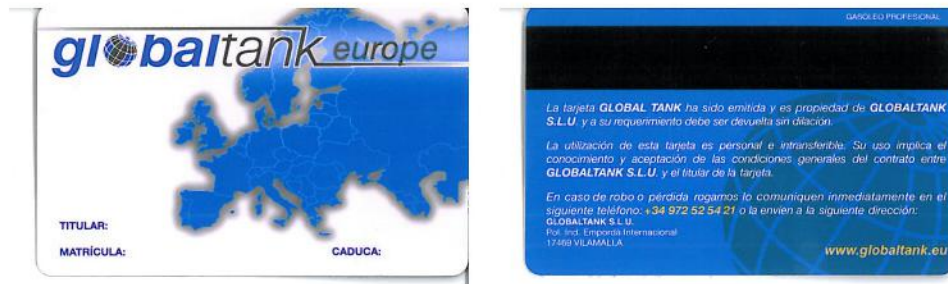 globaltank europe
TITULAR:
MATRÍCULA:
CADUCA:
GASÓLEO PROFESIONAL
La tarjeta GLOBAL TANK ha sido emitida y es propiedad de GLOBALTANK
S.L.U. y a su requerimiento debe ser devuelta sin dilación.
La utilización de esta tarjeta es personal e intransferible. Su uso implica el
conocimiento y aceptación de las condiciones generales del contrato entre
GLOBALTANK S.L.U. y el titular de la tarjeta.
En caso de robo o pérdida rogamos lo comuniquen inmediatamente en el
siguiente teléfono: +34 972 52 54 21 o la envíen a la siguiente dirección:
GLOBALTANK S.L.U.
Pol. Ind. Empordà Internacional
17469 VILAMALLA
www.globaltank.eu